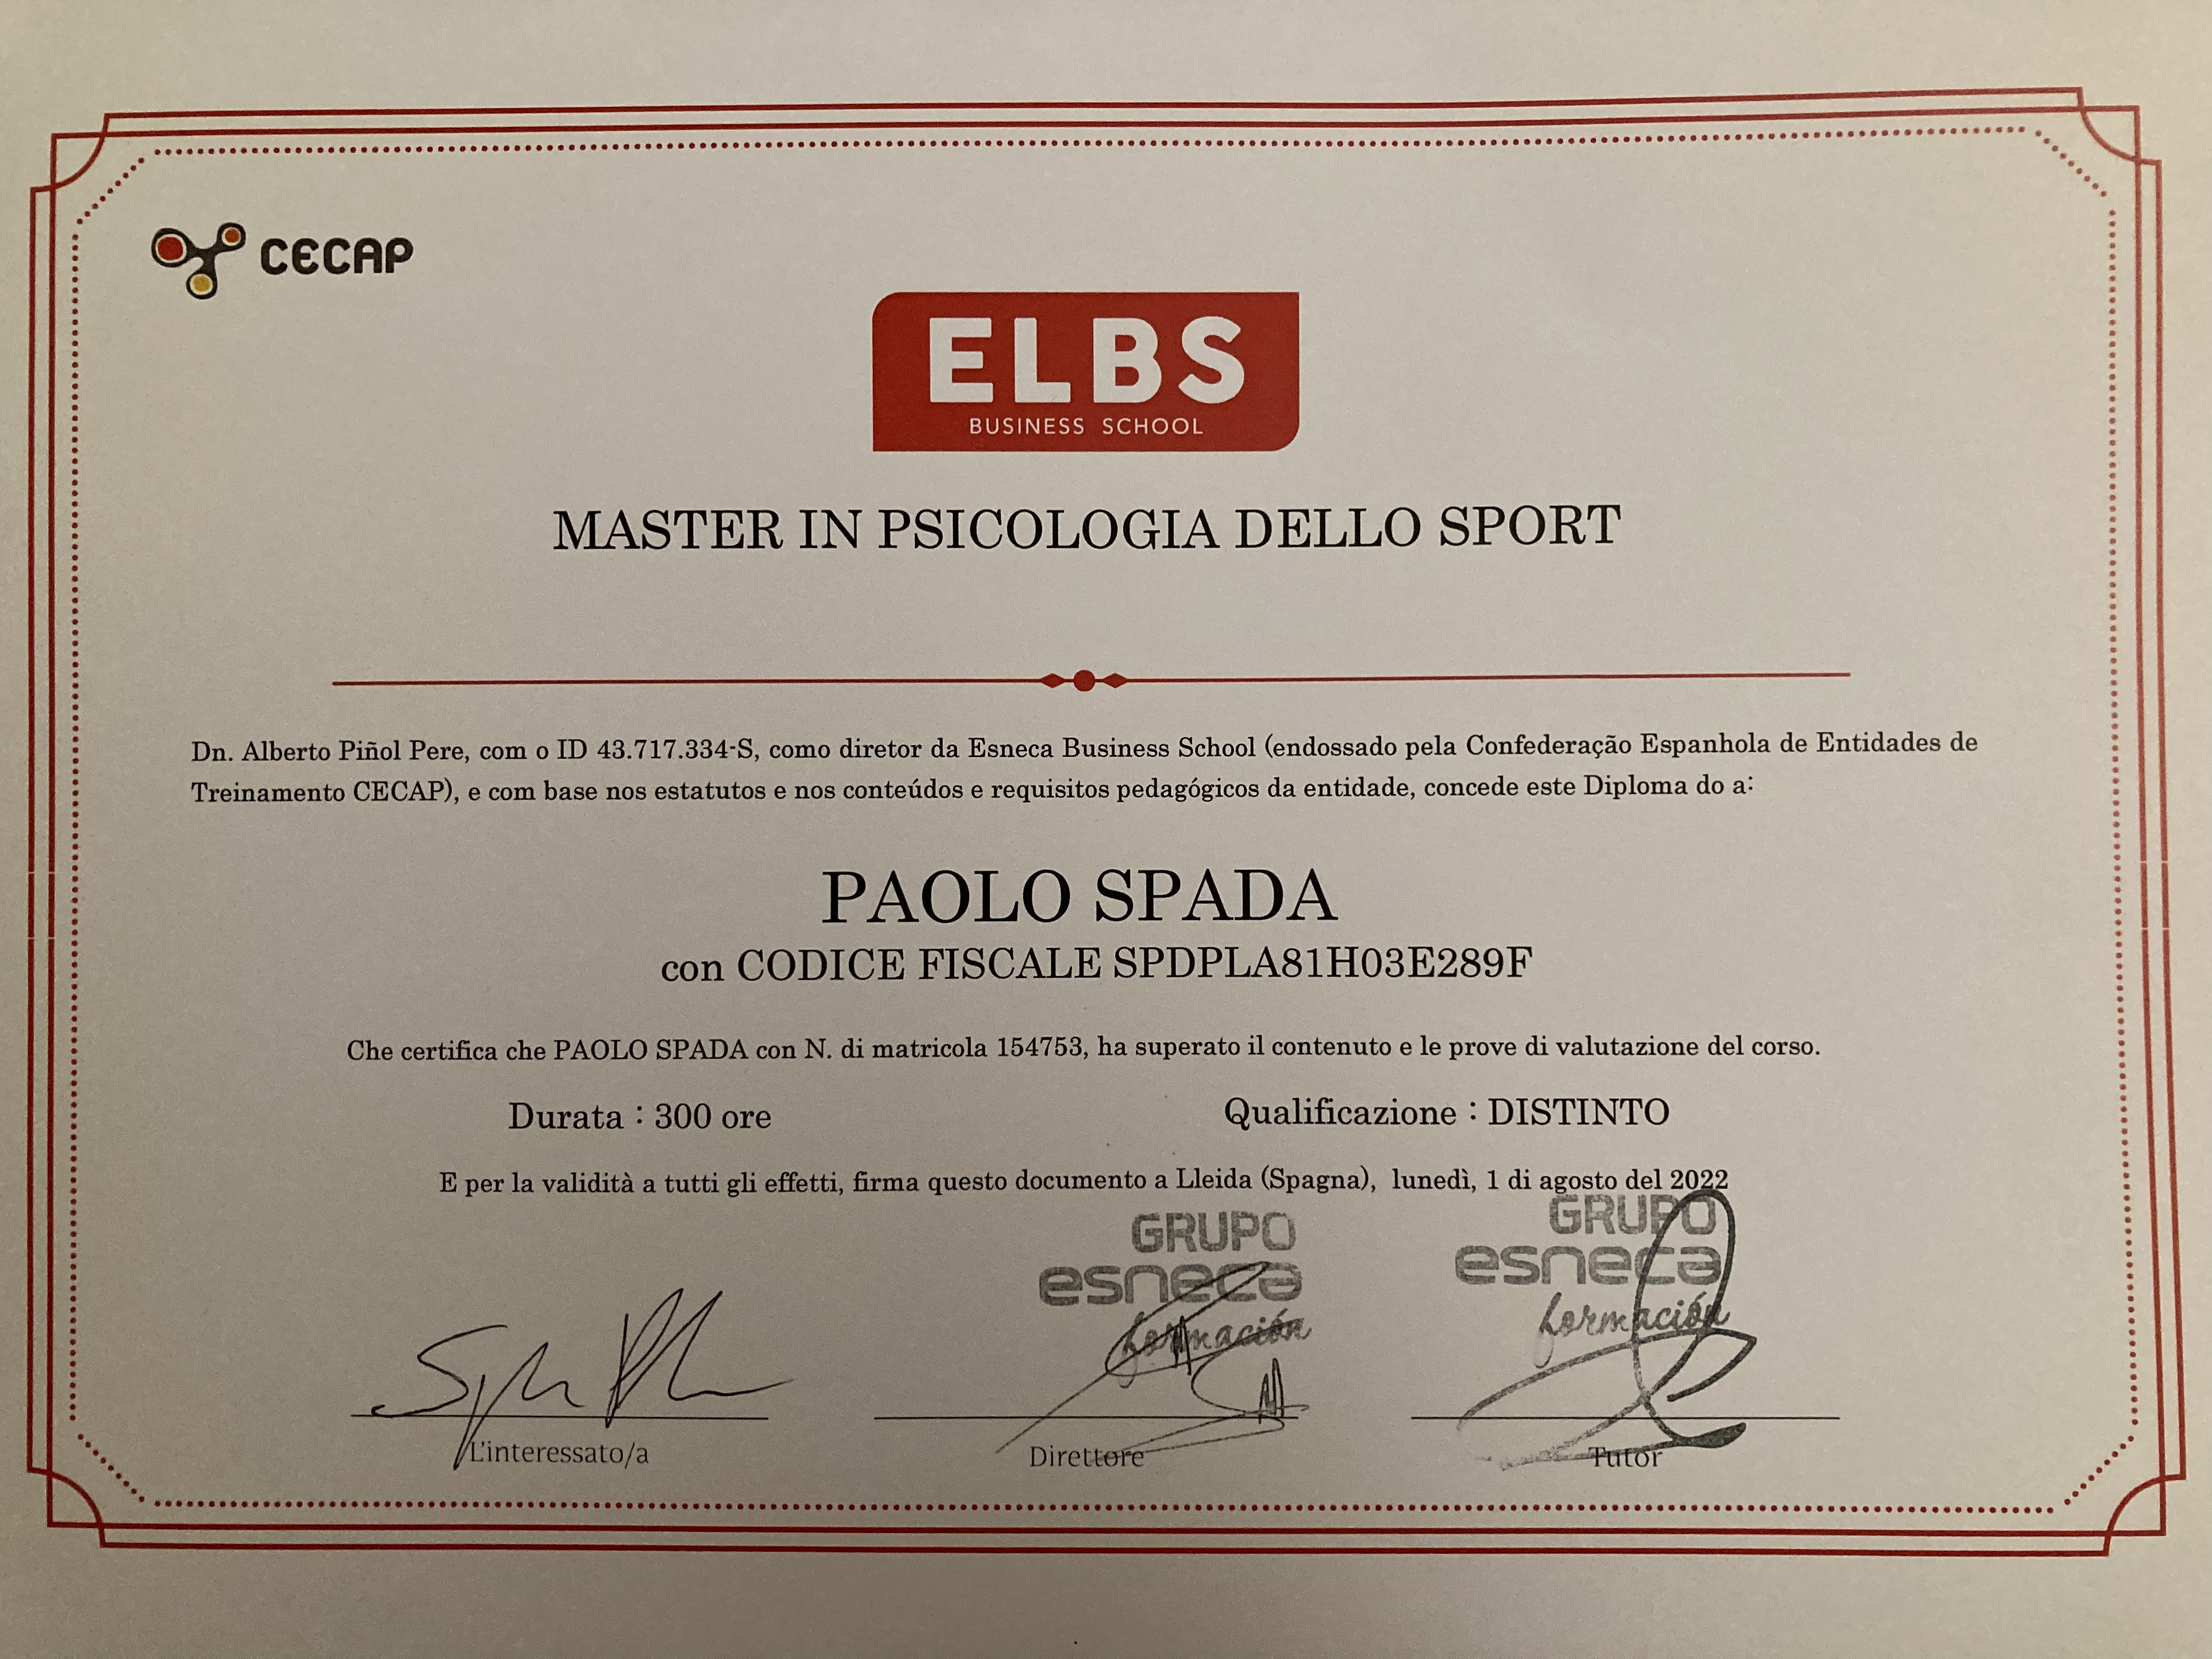 CECAP
ELBS
BUSINESS SCHOOL
MASTER IN PSICOLOGIA DELLO SPORT
Dn. Alberto Piñol Pere, com o ID 43.717.334-S, como diretor da Esneca Business School (endossado pela Confederação Espanhola de Entidades de
Treinamento CECAP), e com base nos estatutos e nos conteúdos e requisitos pedagógicos da entidade, concede este Diploma do a:
PAOLO SPADA
con CODICE FISCALE SPDPLA81H03E289F
Che certifica che PAOLO SPADA con N. di matricola 154753, ha superato il contenuto e le prove di valutazione del corso.
Durata : 300 ore Qualificazione : DISTINTO
E per la validità a tutti gli effetti, firma questo documento a Lleida (Spagna), lunedì, 1 di agosto del 2022
GRUPO GRUPO
esneca esneca
formación formación
L'interessato/a Direttore Tutor